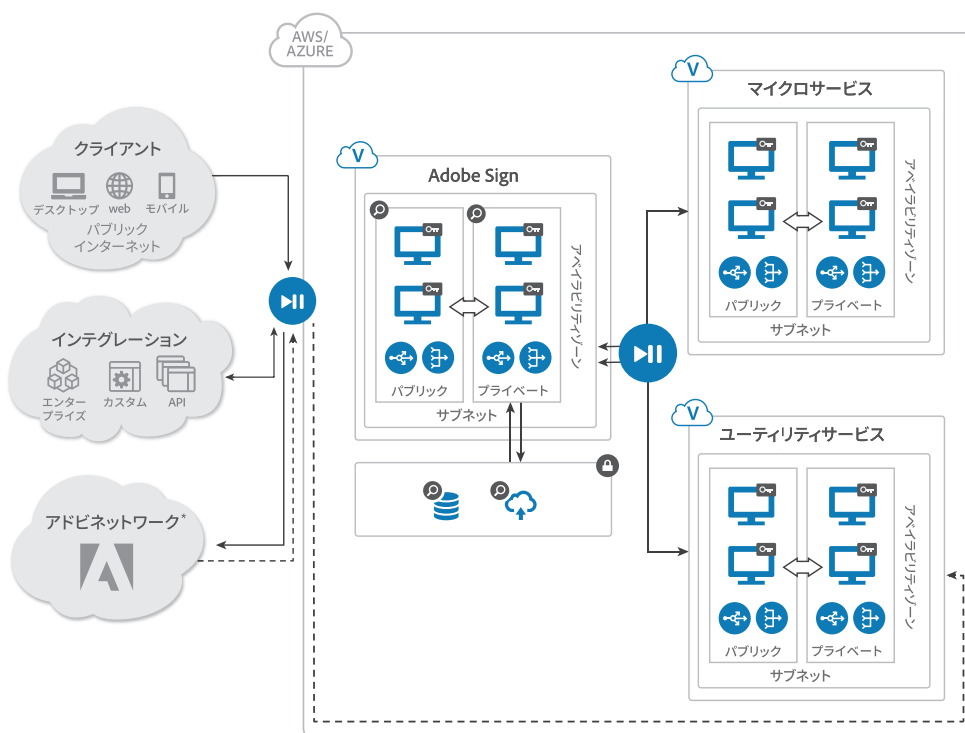 AWS/
AZURE
クライアント
デスクトップ web モバイル
パブリック
インターネット
インテグレーション
エンター
プライズ
カスタム
API
アドビネットワーク*
V
Adobe Sign
アベイラビリティゾーン
パブリック
プライベート
サブネット
V
マイクロサービス
アベイラビリティゾーン
パブリック
プライベート
サブネット
V
ユーティリティサービス
アベイラビリティゾーン
パブリック
プライベート
サブネット